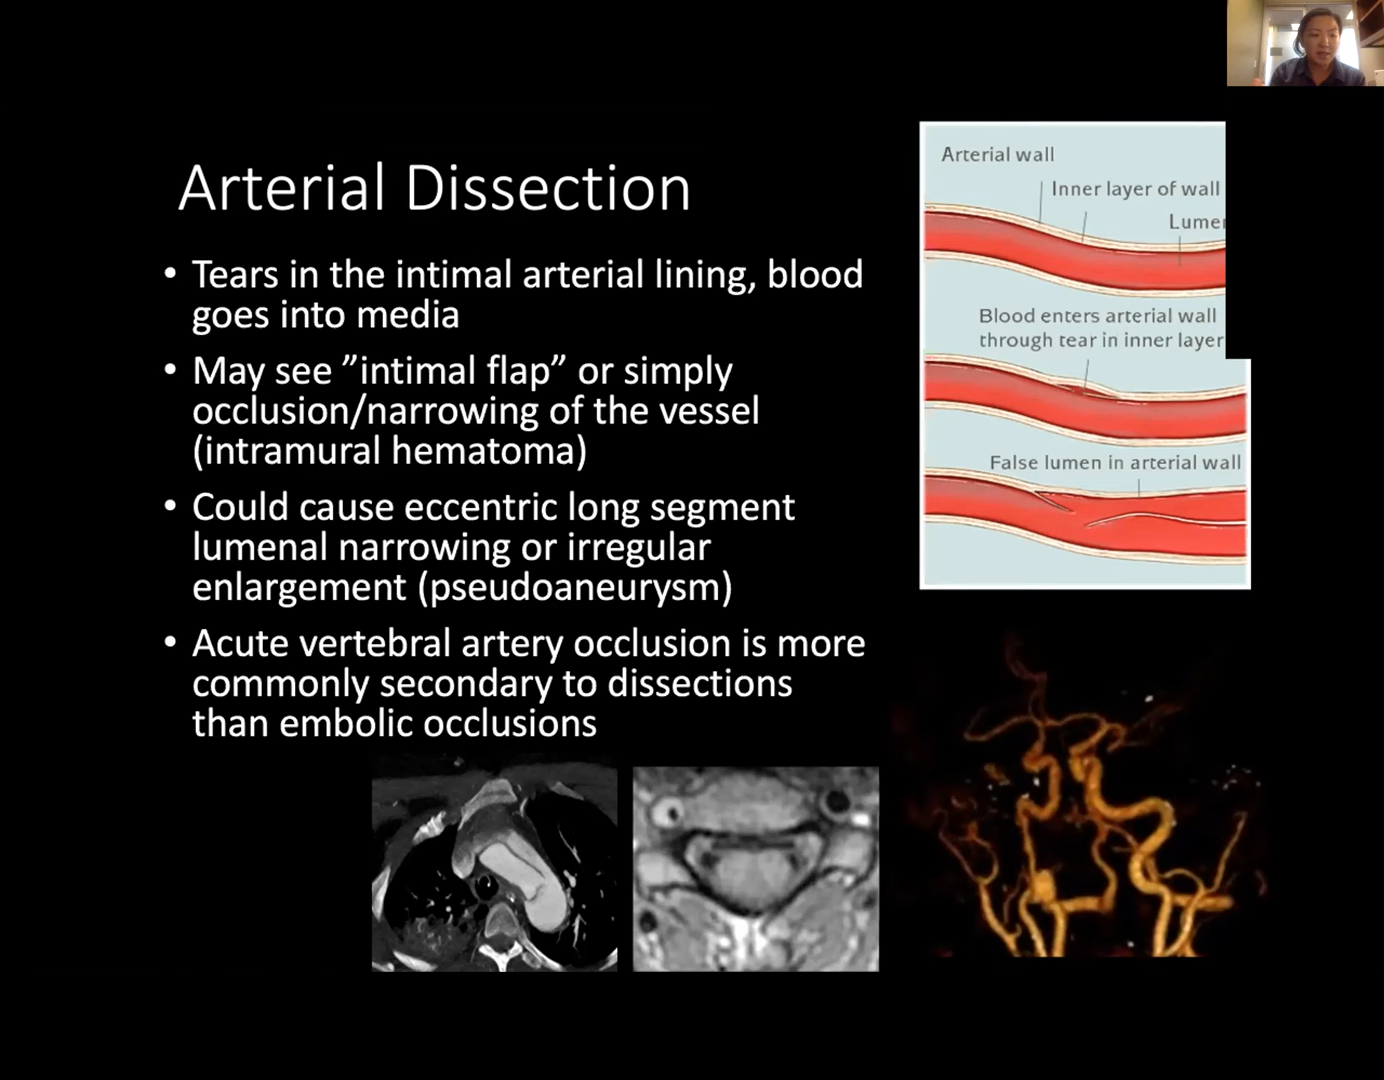 Arterial Dissection
• Tears in the intimal arterial lining, blood
goes into media
• May see ”intimal flap” or simply
occlusion/narrowing of the vessel
(intramural hematoma)
• Could cause eccentric long segment
lumenal narrowing or irregular
enlargement (pseudoaneurysm)
• Acute vertebral artery occlusion is more
commonly secondary to dissections
than embolic occlusions
Arterial wall
Inner layer of wall
Lume
Blood enters arterial wall
through tear in inner layer
False lumen in arterial wall